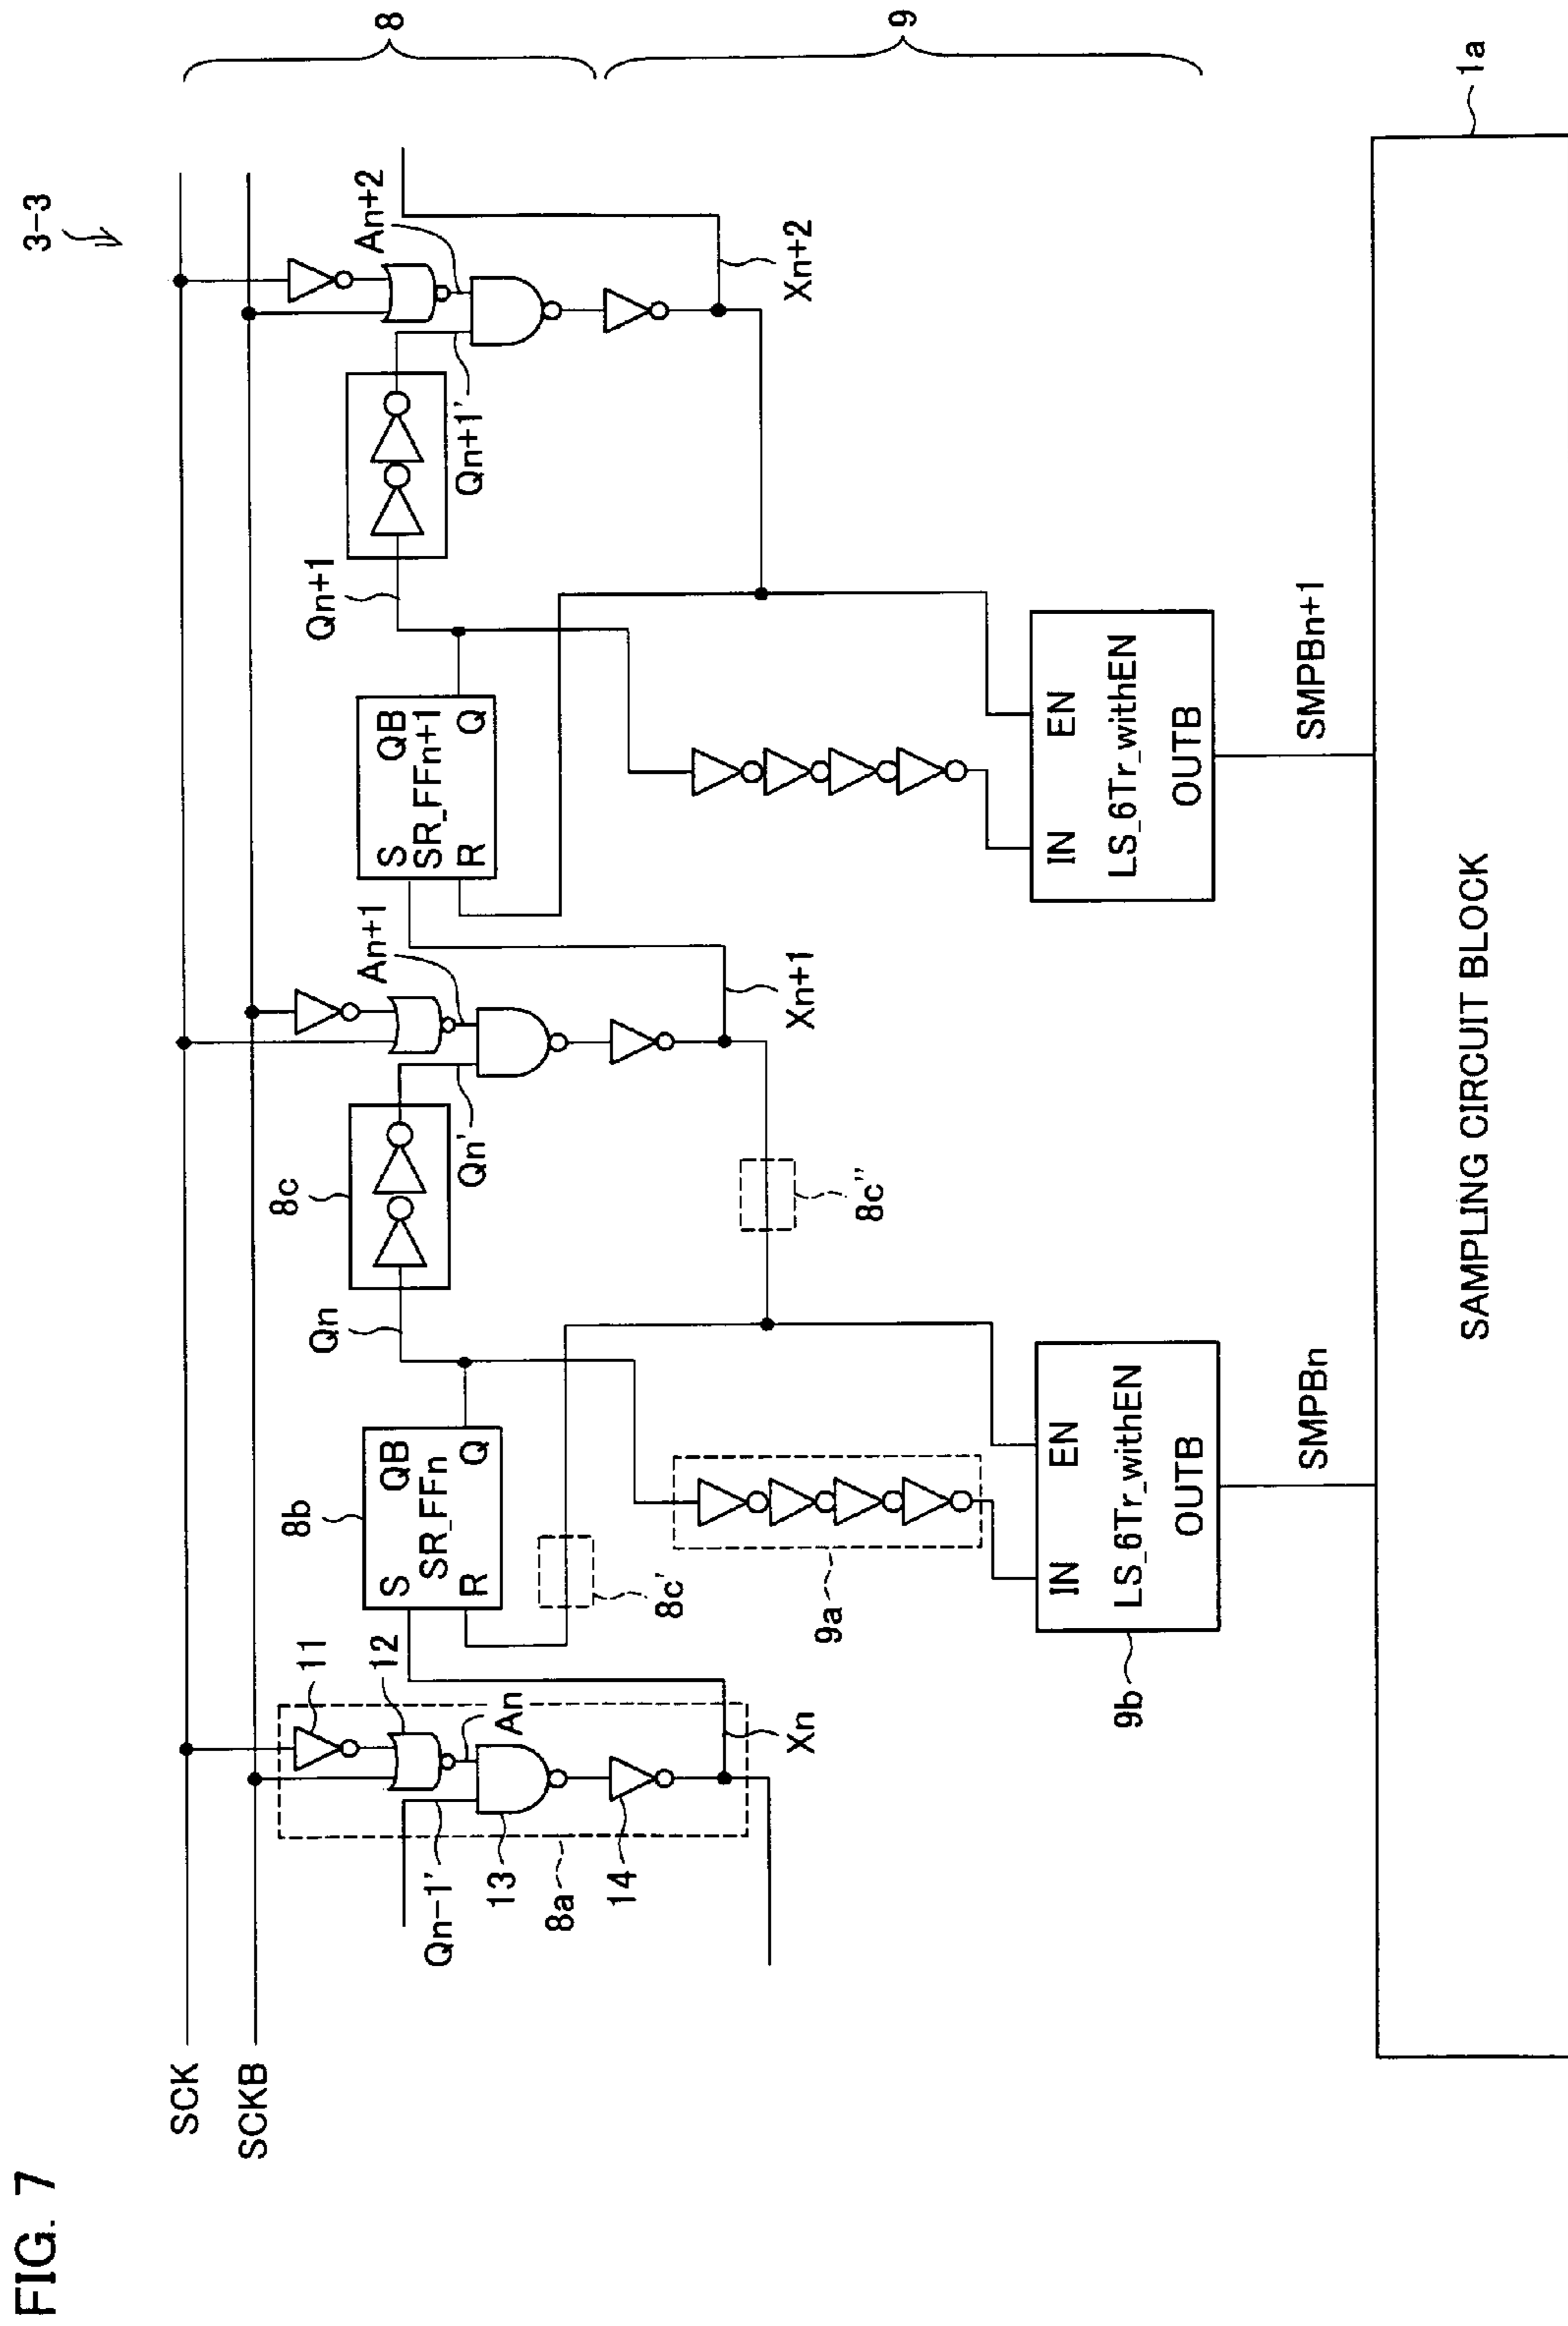 FIG. 7
3-3
SCK
SCKB
8
9
Qn-1'
13
8a
14
11
12
An
Xn
8b
S QB
SR_FFn
R Q
8c'
Qn
8c
Qn'
8c''
An+1
Xn+1
S QB
SR_FFn+1
R Q
Qn+1
Qn+1'
An+2
Xn+2
9a
9b
IN EN
LS_6Tr_withEN
OUTB
SMPBn
IN EN
LS_6Tr_withEN
OUTB
SMPBn+1
SAMPLING CIRCUIT BLOCK
1a